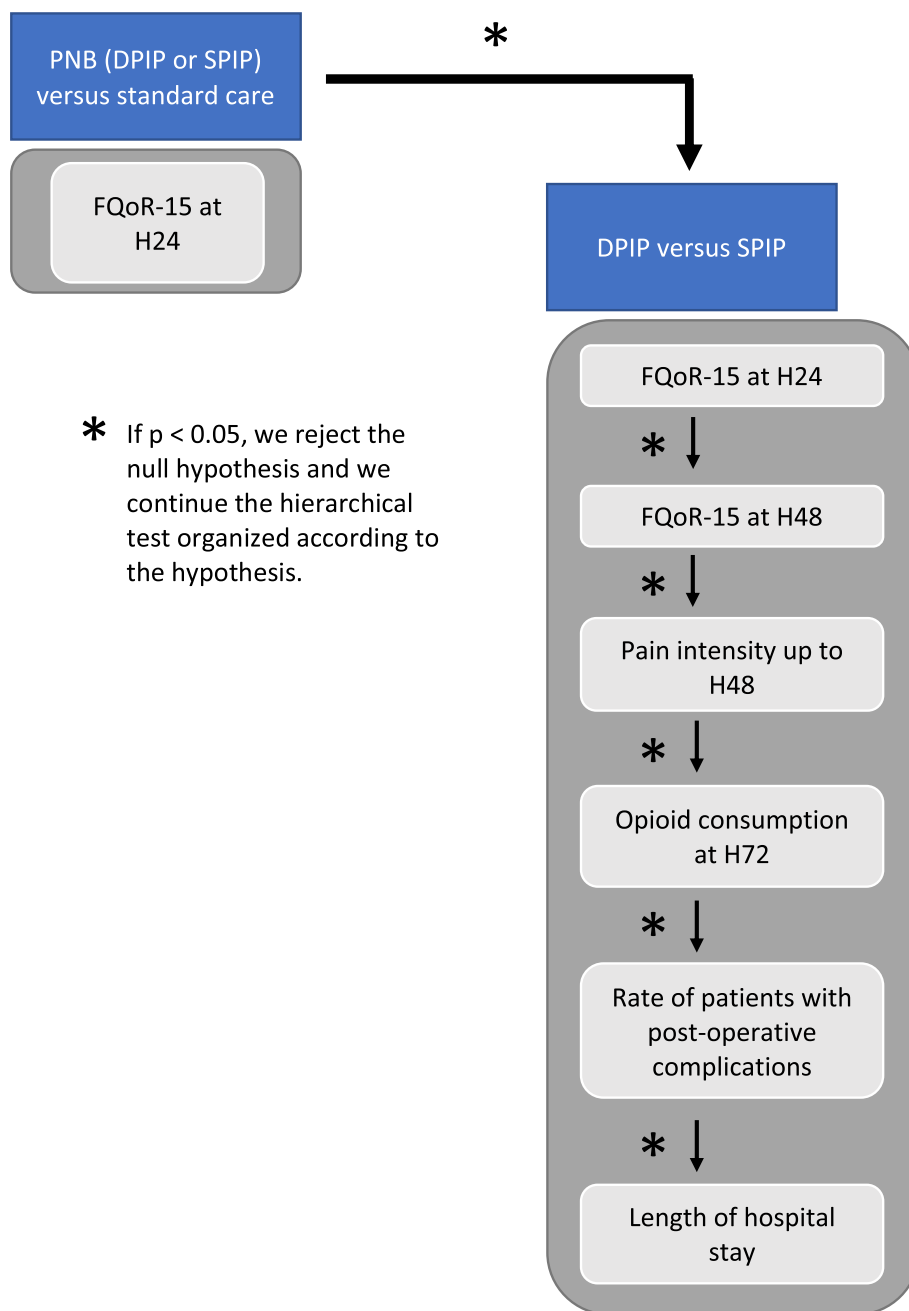 PNB (DPIP or SPIP)
versus standard care
*
FQoR-15 at
H24
DPIP versus SPIP
FQoR-15 at H24
*
FQoR-15 at H48
*
Pain intensity up to
H48
*
Opioid consumption
at H72
*
Rate of patients with
post-operative
complications
*
Length of hospital
stay
* If p < 0.05, we reject the
null hypothesis and we
continue the hierarchical
test organized according to
the hypothesis.